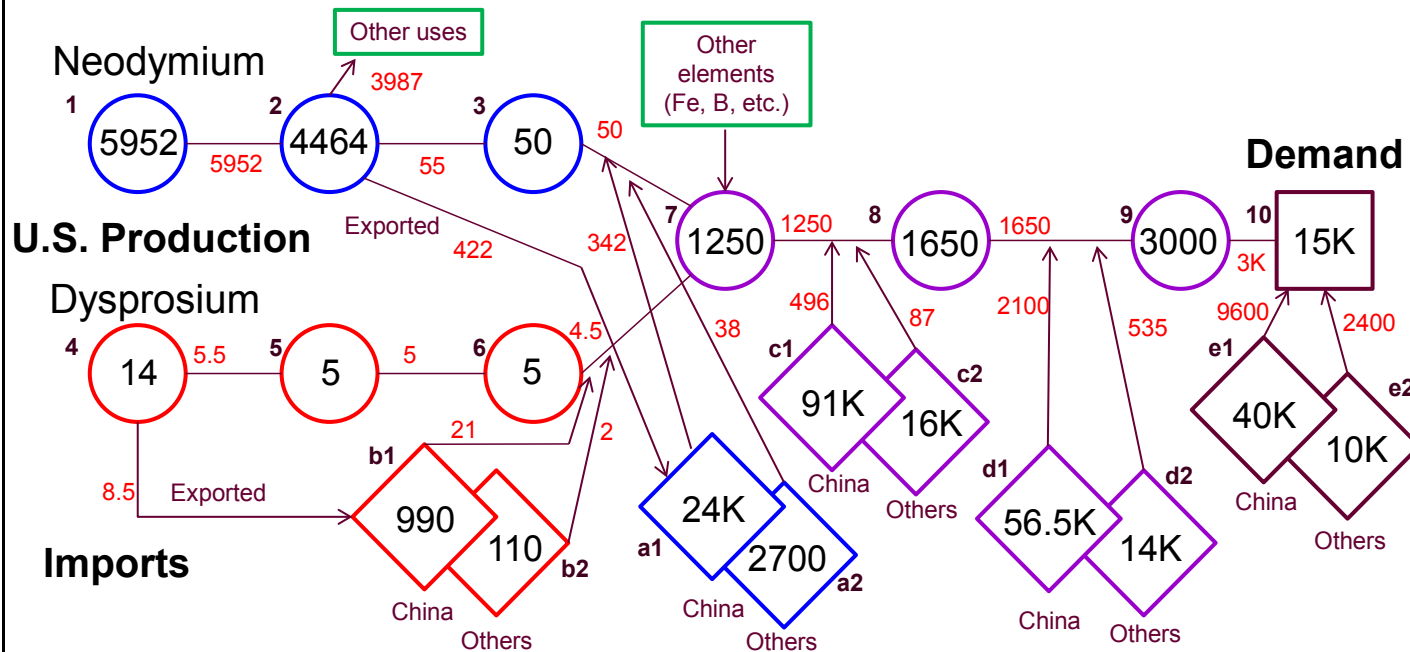 Other uses
Other
elements
(Fe, B, etc.)
Neodymium
3987
1
2
3
5952
4464
50
50
5952
55
Demand
Exported
422
U.S. Production
342
7
1250
1250
8
1650
1650
9
3000
10
15K
3K
Dysprosium
4
14
5.5
5
5
5
6
5
4.5
38
496
87
2100
535
9600
2400
c1
91K
c2
16K
e1
40K
e2
10K
21
2
b1
8.5
Exported
990
110
b2
24K
a1
2700
a2
China
Others
d1
56.5K
d2
14K
China
Others
Imports
China
Others
China
Others
China
Others